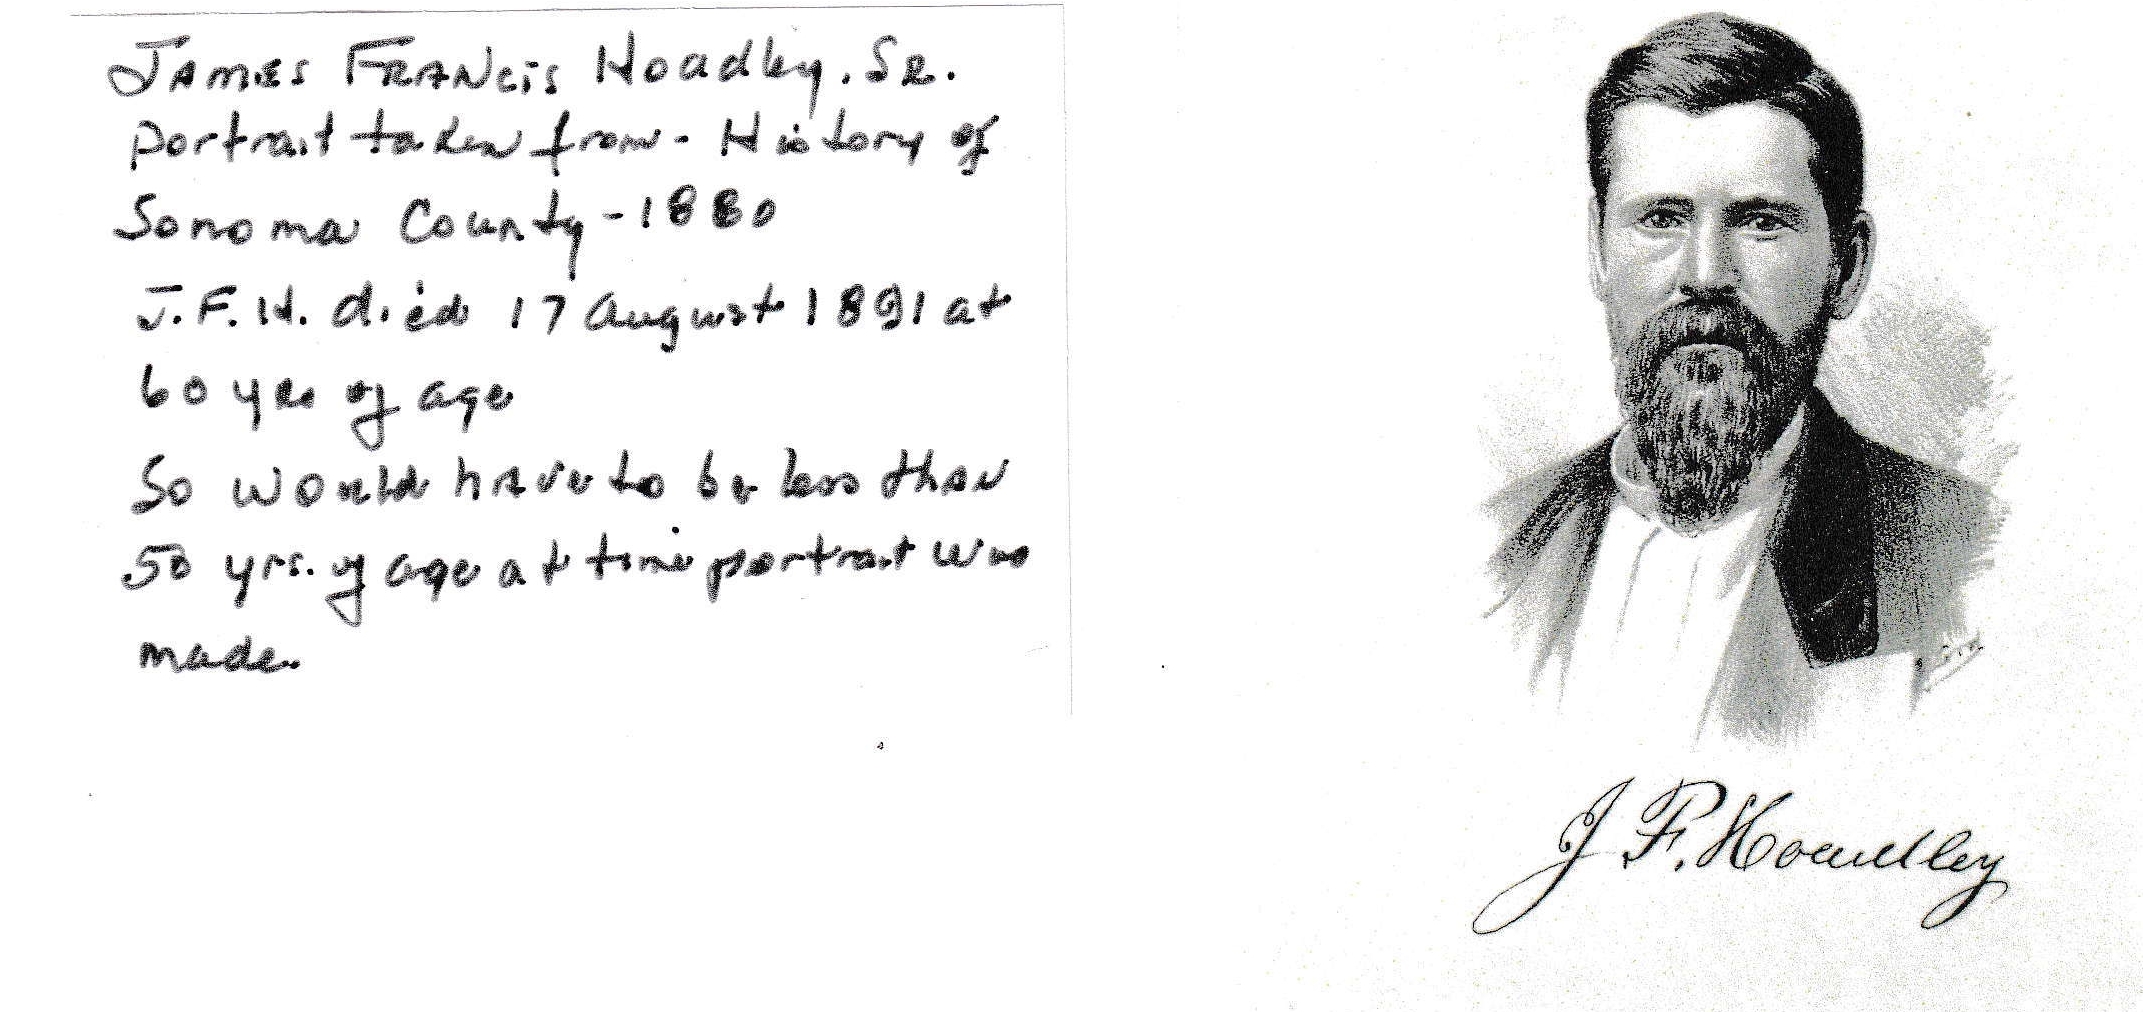 James Francis Hoadley, Sr.
portrait taken from - History of
Sonoma County - 1880
J.F.H. died 17 August 1891 at
60 yrs of age
So would have to be less than
50 yrs. of age at time portrait was
made.
J. F. Hoadley